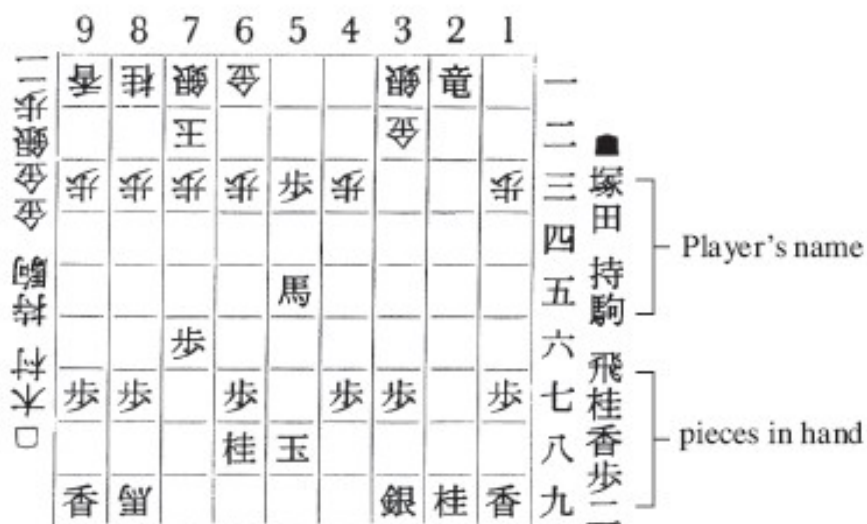 9 8 7 6 5 4 3 2 1
香 桂 銀 金 銀 竜 一
王 金 二
歩 歩 歩 歩 歩 歩 歩 三
四
馬 五
歩 六
歩 歩 歩 歩 歩 歩 七
桂 玉 八
香 馬 銀 桂 香 九
☗塚田 持駒 飛桂香歩二
☖木村 持駒 金金銀歩二
Player's name
pieces in hand